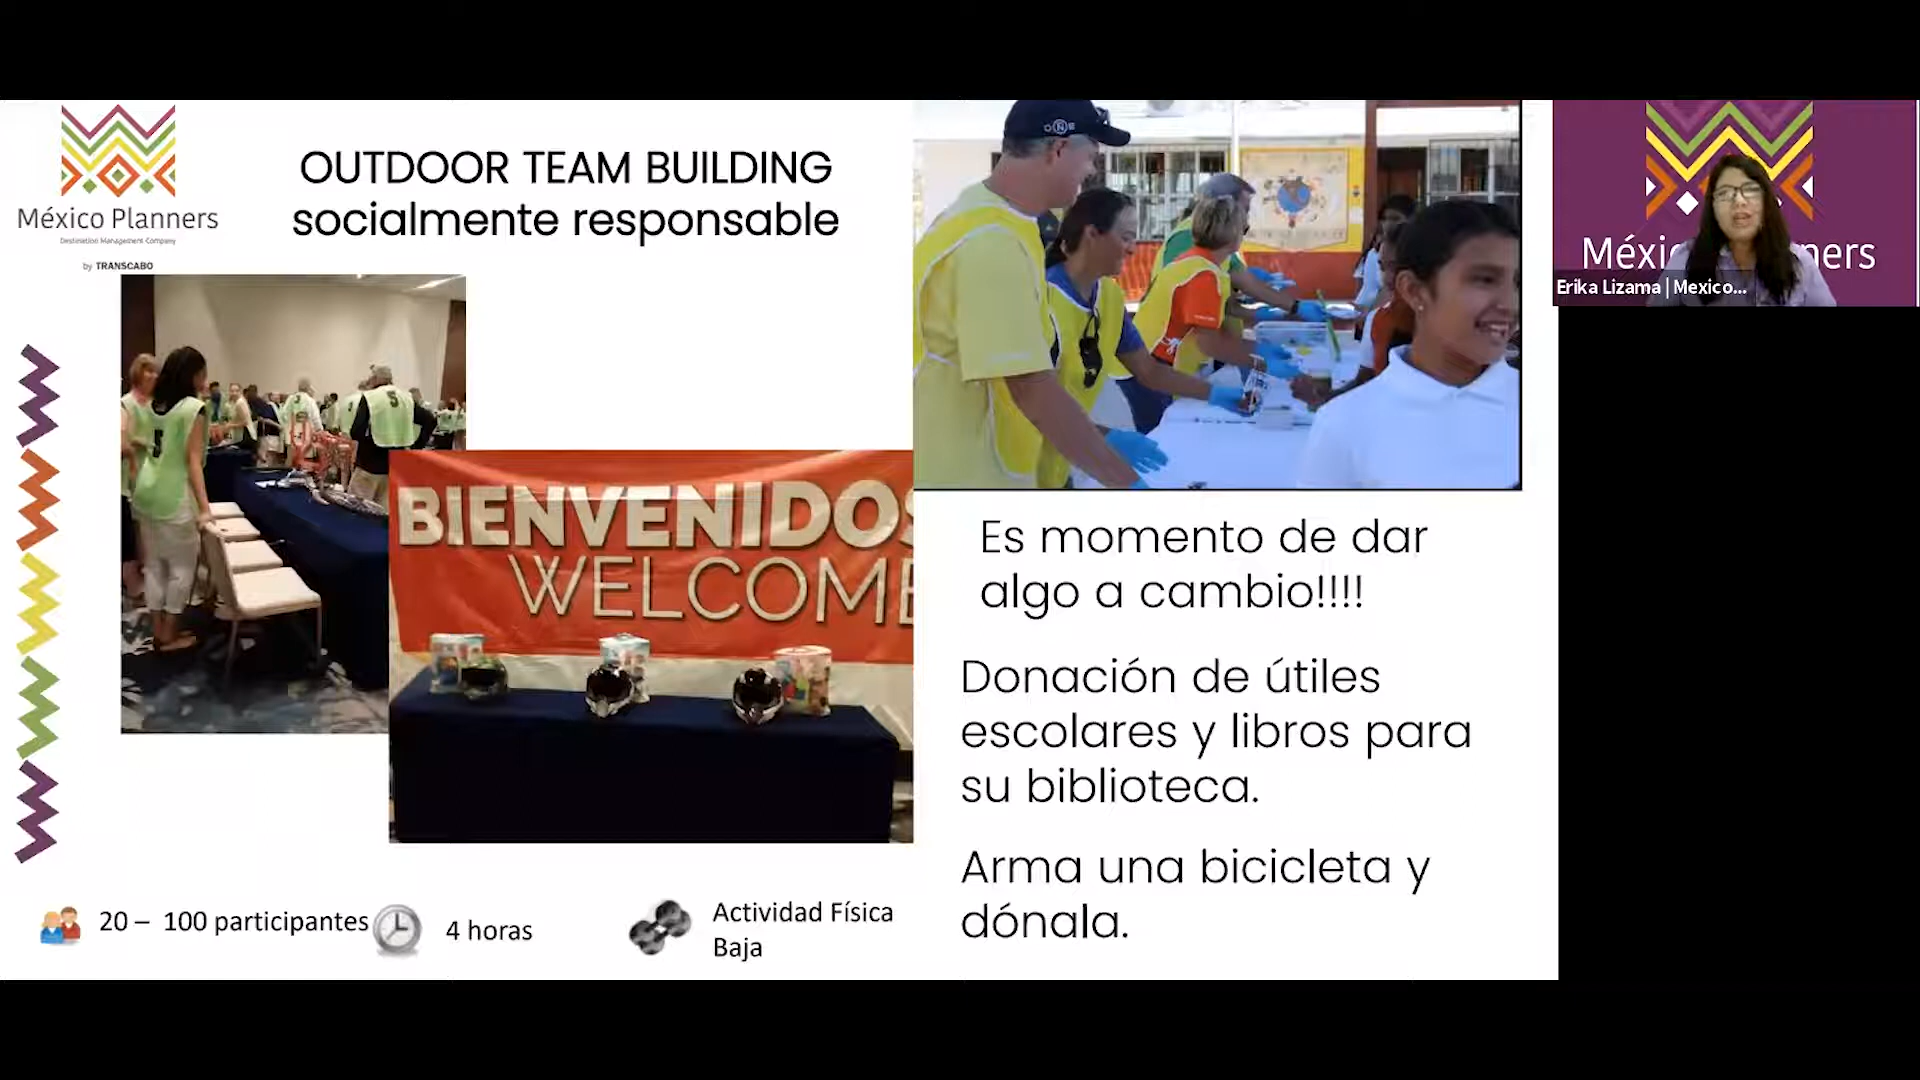 México Planners
Destination Management Company
by TRANSCABO
OUTDOOR TEAM BUILDING
socialmente responsable
5
BIENVENIDOS
WELCOME
ONE
Es momento de dar
algo a cambio!!!!
Donación de útiles
escolares y libros para
su biblioteca.
Arma una bicicleta y
dónala.
20 – 100 participantes
4 horas
Actividad Física
Baja
Erika Lizama | Mexico...